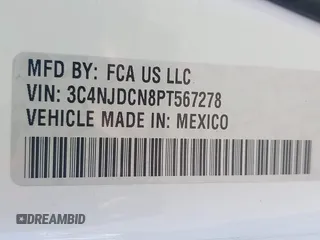 MFD BY: FCA US LLC
VIN: 3C4NJDCN8PT567278
VEHICLE MADE IN: MEXICO
DREAMBID